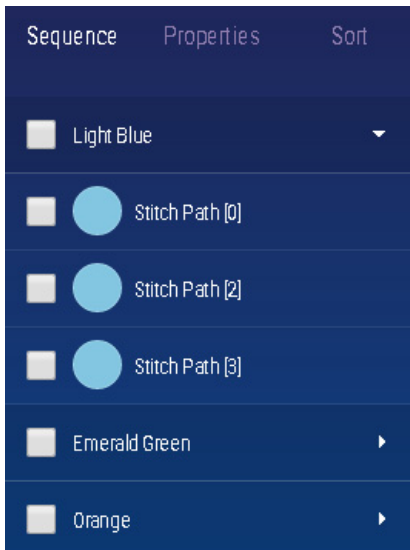 Sequence Properties Sort
Light Blue
Stitch Path [0]
Stitch Path [2]
Stitch Path [3]
Emerald Green
Orange